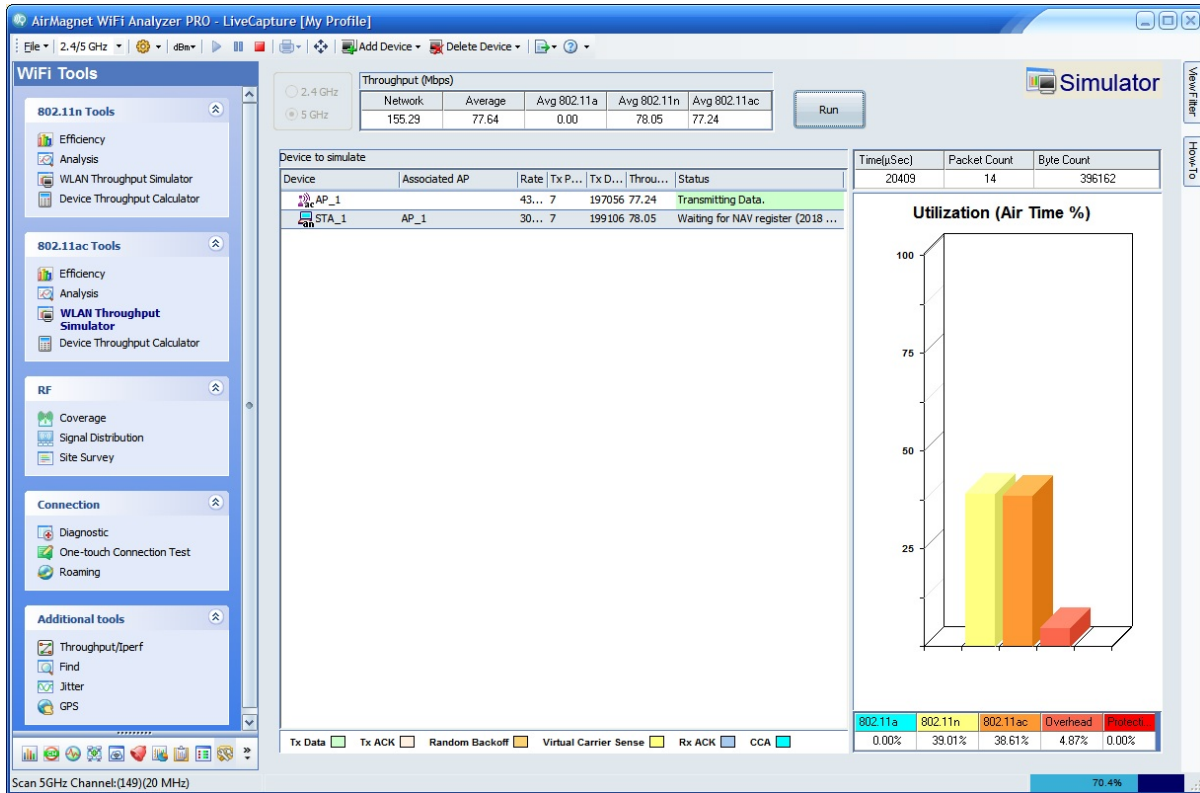 AirMagnet WiFi Analyzer PRO - LiveCapture [My Profile]
File 2.4/5 GHz dBm Add Device Delete Device
WiFi Tools
802.11n Tools
Efficiency
Analysis
WLAN Throughput Simulator
Device Throughput Calculator
802.11ac Tools
Efficiency
Analysis
WLAN Throughput
Simulator
Device Throughput Calculator
RF
Coverage
Signal Distribution
Site Survey
Connection
Diagnostic
One-touch Connection Test
Roaming
Additional tools
Throughput/Iperf
Find
Jitter
GPS
2.4 GHz
5 GHz
Throughput (Mbps)
Network Average Avg 802.11a Avg 802.11n Avg 802.11ac
155.29 77.64 0.00 78.05 77.24
Run
Simulator
Device to simulate
Device Associated AP Rate Tx P... Tx D... Throu... Status
ac AP_1 43... 7 197056 77.24 Transmitting Data.
an STA_1 AP_1 30... 7 199106 78.05 Waiting for NAV register (2018 ...
Tx Data Tx ACK Random Backoff Virtual Carrier Sense Rx ACK CCA
Time(µSec) Packet Count Byte Count
20409 14 396162
Utilization (Air Time %)
100
75
50
25
802.11a 802.11n 802.11ac Overhead Protecti...
0.00% 39.01% 38.61% 4.87% 0.00%
View Filter
How-To
Scan 5GHz Channel:(149)(20 MHz)
70.4%